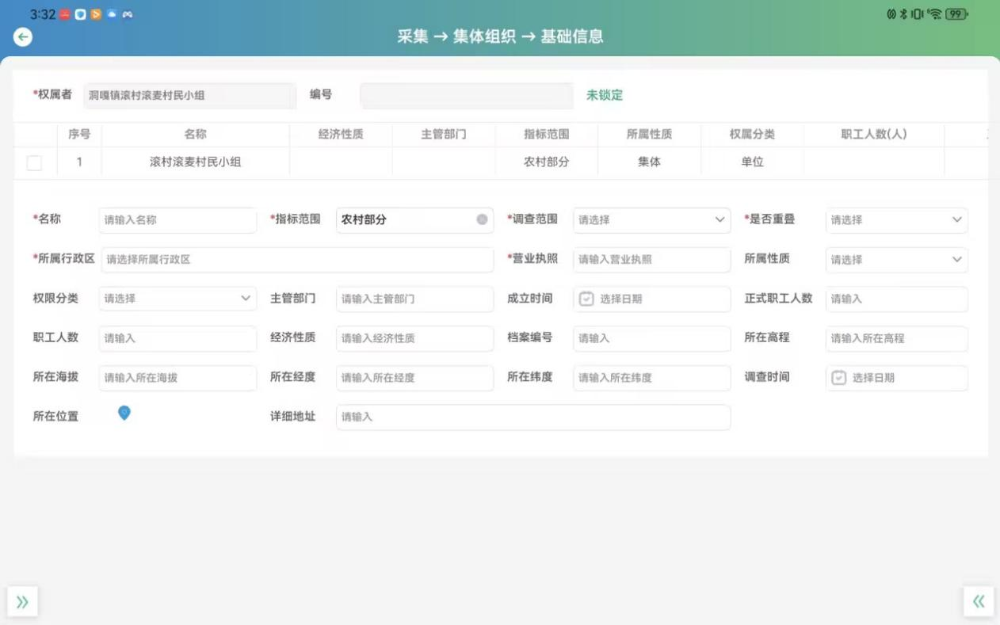 3:32 99
采集 → 集体组织 → 基础信息
*权属者 洞嘎镇滚村滚麦村民小组 编号 未锁定
序号 名称 经济性质 主管部门 指标范围 所属性质 权属分类 职工人数(人)
1 滚村滚麦村民小组 农村部分 集体 单位
*名称 请输入名称 *指标范围 农村部分 *调查范围 请选择 *是否重叠 请选择
*所属行政区 请选择所属行政区 *营业执照 请输入营业执照 所属性质 请选择
权限分类 请选择 主管部门 请输入主管部门 成立时间 选择日期 正式职工人数 请输入
职工人数 请输入 经济性质 请输入经济性质 档案编号 请输入 所在高程 请输入所在高程
所在海拔 请输入所在海拔 所在经度 请输入所在经度 所在纬度 请输入所在纬度 调查时间 选择日期
所在位置 详细地址 请输入